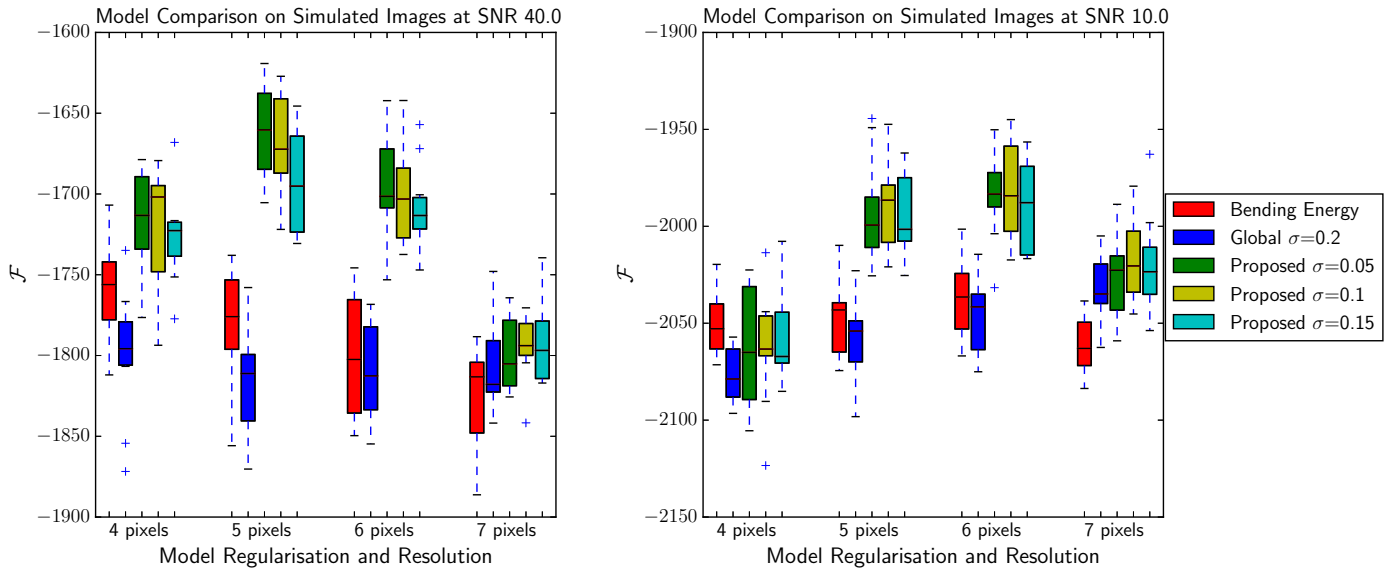 Model Comparison on Simulated Images at SNR 40.0
−1600
−1650
−1700
−1750
−1800
−1850
−1900
ℱ
4 pixels 5 pixels 6 pixels 7 pixels
Model Regularisation and Resolution
Model Comparison on Simulated Images at SNR 10.0
−1900
−1950
−2000
−2050
−2100
−2150
ℱ
4 pixels 5 pixels 6 pixels 7 pixels
Model Regularisation and Resolution
Bending Energy
Global σ=0.2
Proposed σ=0.05
Proposed σ=0.1
Proposed σ=0.15